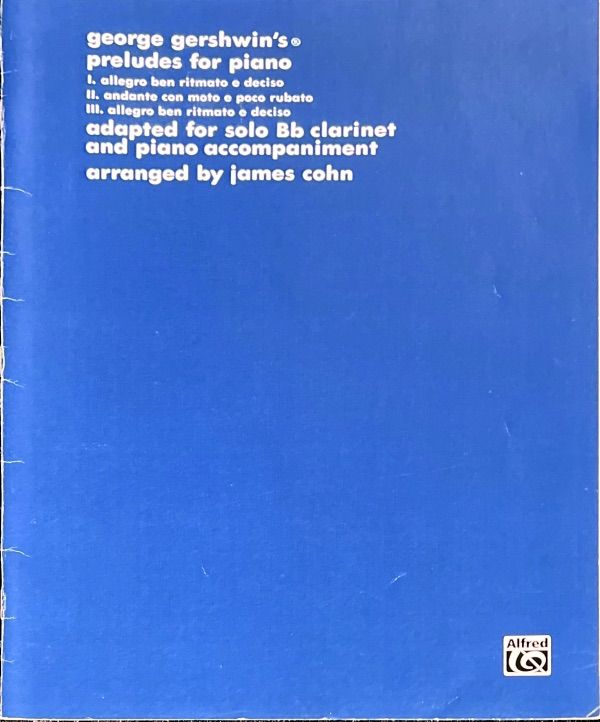 george gershwin's®
preludes for piano
I. allegro ben ritmato e deciso
II. andante con moto e poco rubato
III. allegro ben ritmato e deciso
adapted for solo Bb clarinet
and piano accompaniment
arranged by james cohn
Alfred